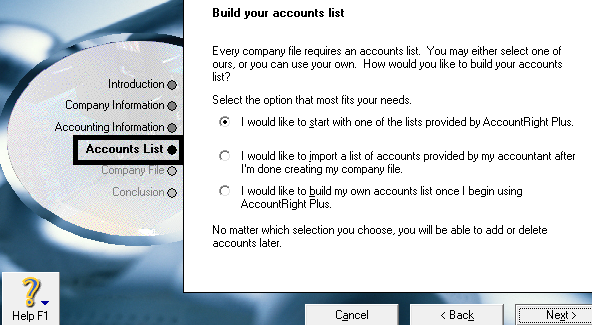 Build your accounts list
Every company file requires an accounts list. You may either select one of
ours, or you can use your own. How would you like to build your accounts
list?
Select the option that most fits your needs.
I would like to start with one of the lists provided by AccountRight Plus.
I would like to import a list of accounts provided by my accountant after
I'm done creating my company file.
I would like to build my own accounts list once I begin using
AccountRight Plus.
No matter which selection you choose, you will be able to add or delete
accounts later.
Introduction
Company Information
Accounting Information
Accounts List
Company File
Conclusion
Help F1
Cancel
< Back
Next >